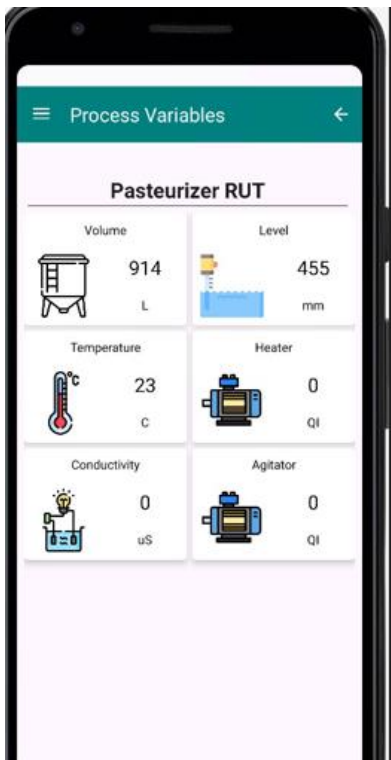 Process Variables
Pasteurizer RUT
Volume
914
L
Level
455
mm
Temperature
°C
23
C
Heater
0
QI
Conductivity
0
uS
Agitator
0
QI